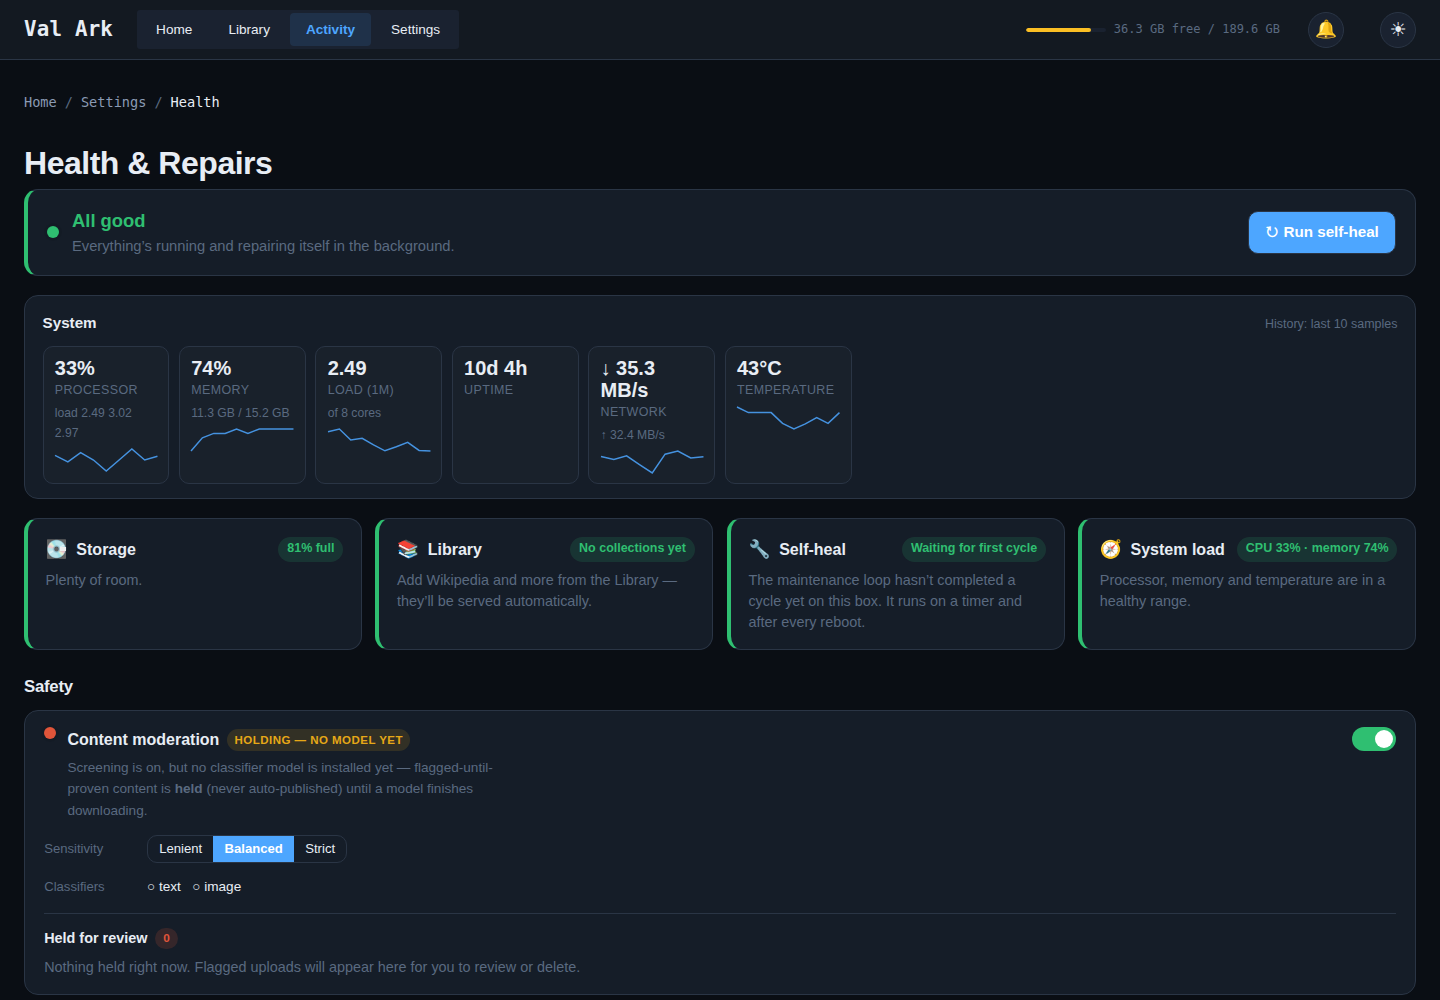 Val Ark
Home
Library
Activity
Settings
36.3 GB free / 189.6 GB
Home / Settings / Health
Health & Repairs
All good
Everything's running and repairing itself in the background.
↻ Run self-heal
System
History: last 10 samples
33%
PROCESSOR
load 2.49 3.02
2.97
74%
MEMORY
11.3 GB / 15.2 GB
2.49
LOAD (1M)
of 8 cores
10d 4h
UPTIME
↓ 35.3
MB/s
NETWORK
↑ 32.4 MB/s
43°C
TEMPERATURE
Storage
81% full
Plenty of room.
Library
No collections yet
Add Wikipedia and more from the Library —
they'll be served automatically.
Self-heal
Waiting for first cycle
The maintenance loop hasn’t completed a
cycle yet on this box. It runs on a timer and
after every reboot.
System load
CPU 33% · memory 74%
Processor, memory and temperature are in a
healthy range.
Safety
Content moderation
HOLDING — NO MODEL YET
Screening is on, but no classifier model is installed yet — flagged-until-
proven content is held (never auto-published) until a model finishes
downloading.
Sensitivity
Lenient
Balanced
Strict
Classifiers
○ text ○ image
Held for review
0
Nothing held right now. Flagged uploads will appear here for you to review or delete.